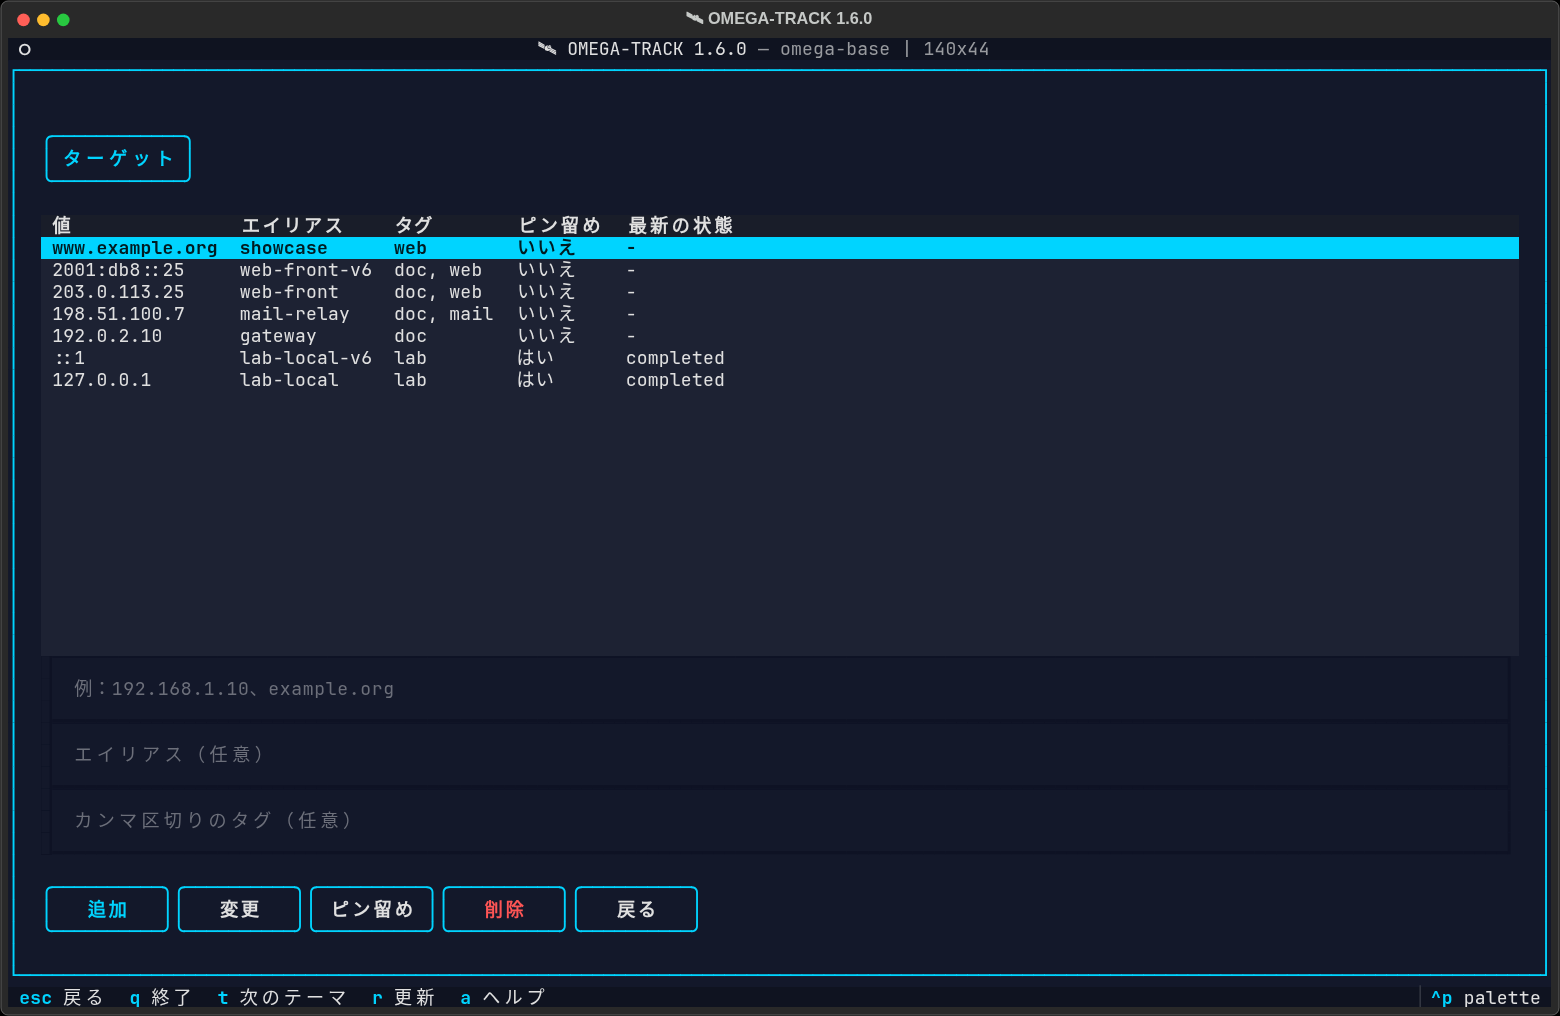 🛰 OMEGA-TRACK 1.6.0
🛰 OMEGA-TRACK 1.6.0 — omega-base | 140x44
ターゲット
値 エイリアス タグ ピン留め 最新の状態
www.example.org showcase web いいえ -
2001:db8::25 web-front-v6 doc, web いいえ -
203.0.113.25 web-front doc, web いいえ -
198.51.100.7 mail-relay doc, mail いいえ -
192.0.2.10 gateway doc いいえ -
::1 lab-local-v6 lab はい completed
127.0.0.1 lab-local lab はい completed
例：192.168.1.10、example.org
エイリアス（任意）
カンマ区切りのタグ（任意）
追加 変更 ピン留め 削除 戻る
esc 戻る q 終了 t 次のテーマ r 更新 a ヘルプ ^p palette